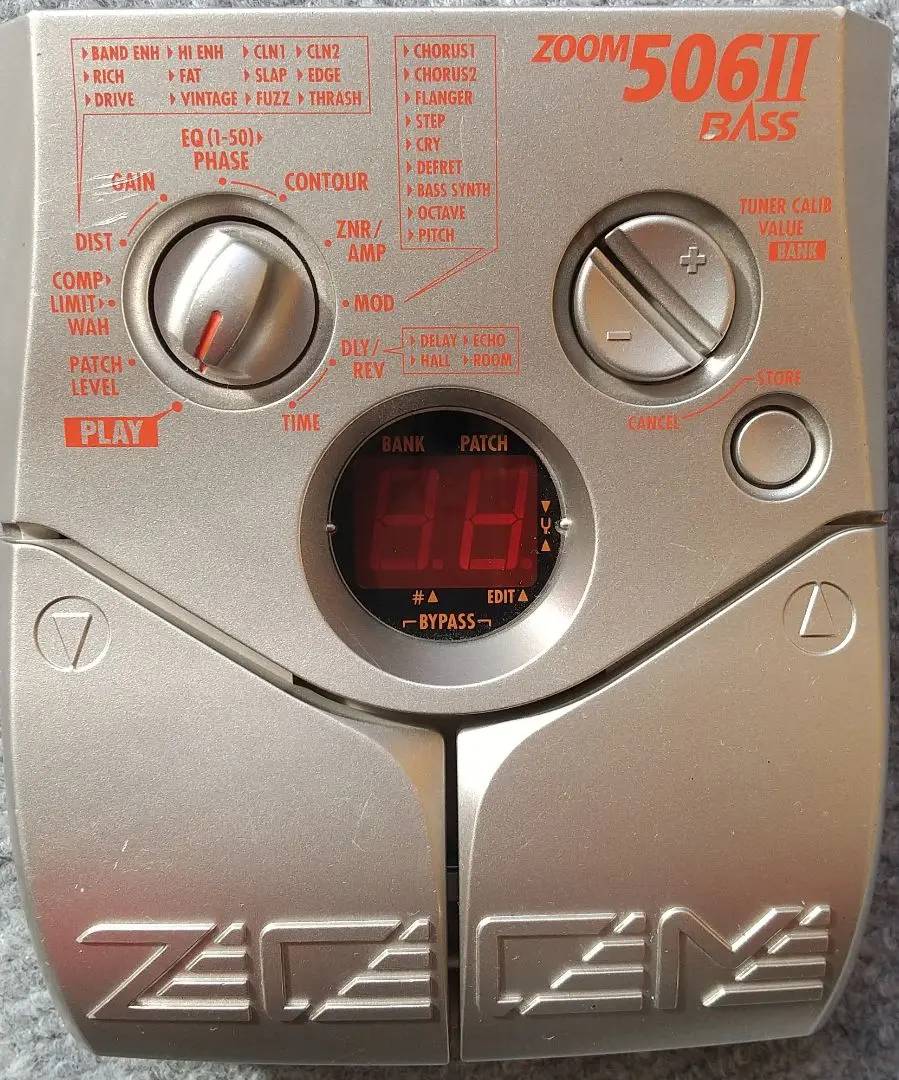 ZOOM 506II
BASS
BAND ENH HI ENH CLN1 CLN2
RICH FAT SLAP EDGE
DRIVE VINTAGE FUZZ THRASH
CHORUS1
CHORUS2
FLANGER
STEP
CRY
DEFRET
BASS SYNTH
OCTAVE
PITCH
EQ (1-50)
PHASE
GAIN
CONTOUR
DIST
ZNR/
AMP
COMP
LIMIT
WAH
MOD
PATCH
LEVEL
DLY/
REV
DELAY ECHO
HALL ROOM
PLAY
TIME
TUNER CALIB
VALUE
BANK
+
-
STORE
CANCEL
BANK PATCH
# EDIT
BYPASS
ZOOM